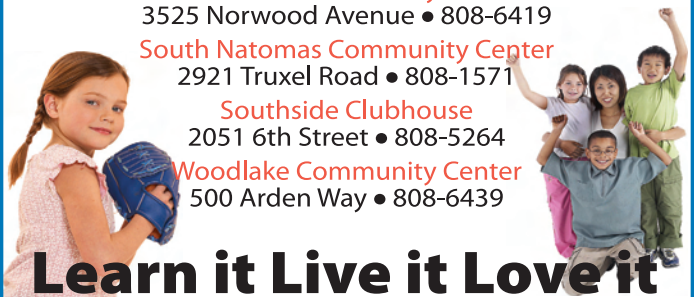 3525 Norwood Avenue ● 808-6419
South Natomas Community Center
2921 Truxel Road ● 808-1571
Southside Clubhouse
2051 6th Street ● 808-5264
Woodlake Community Center
500 Arden Way ● 808-6439
Learn it Live it Love it